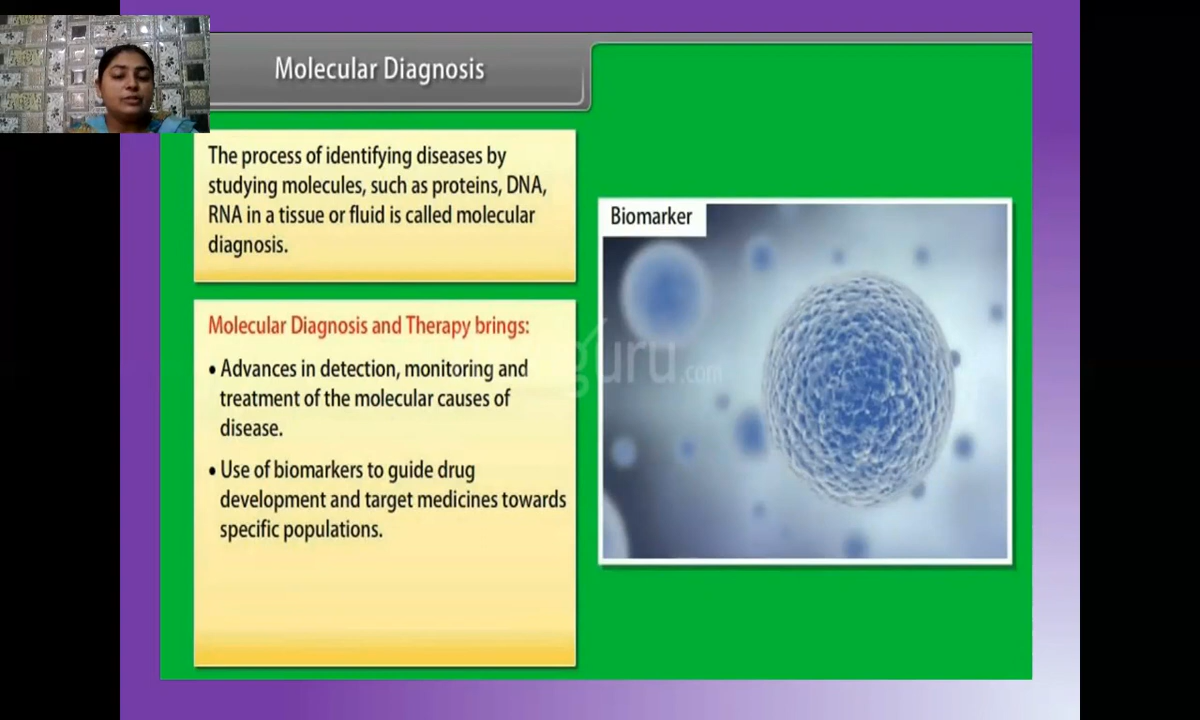 Molecular Diagnosis
The process of identifying diseases by
studying molecules, such as proteins, DNA,
RNA in a tissue or fluid is called molecular
diagnosis.
Molecular Diagnosis and Therapy brings:
• Advances in detection, monitoring and
treatment of the molecular causes of
disease.
• Use of biomarkers to guide drug
development and target medicines towards
specific populations.
Biomarker
guru.com